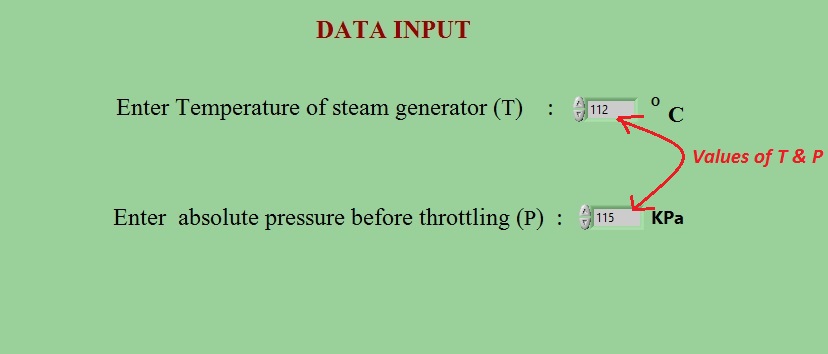 DATA INPUT
Enter Temperature of steam generator (T) : 112 ° C
Values of T & P
Enter absolute pressure before throttling (P) : 115 KPa